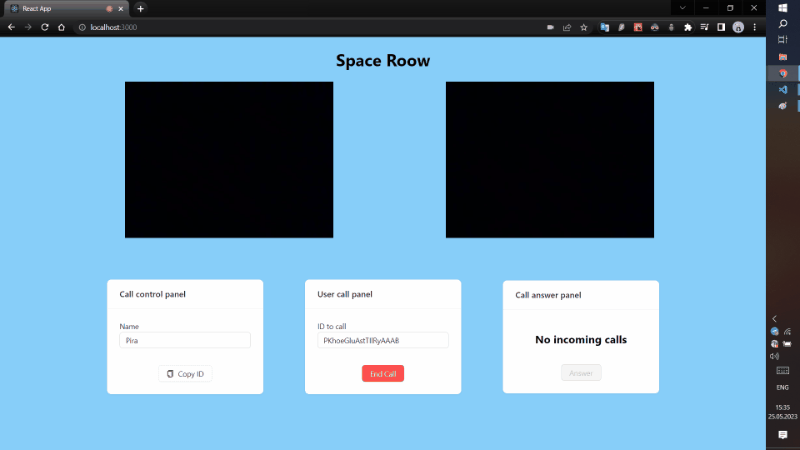 React App
localhost:3000
Space Roow
Call control panel
Name
Pira
Copy ID
User call panel
ID to call
End Call
Call answer panel
No incoming calls
Answer
ENG
15:35
25.05.2023